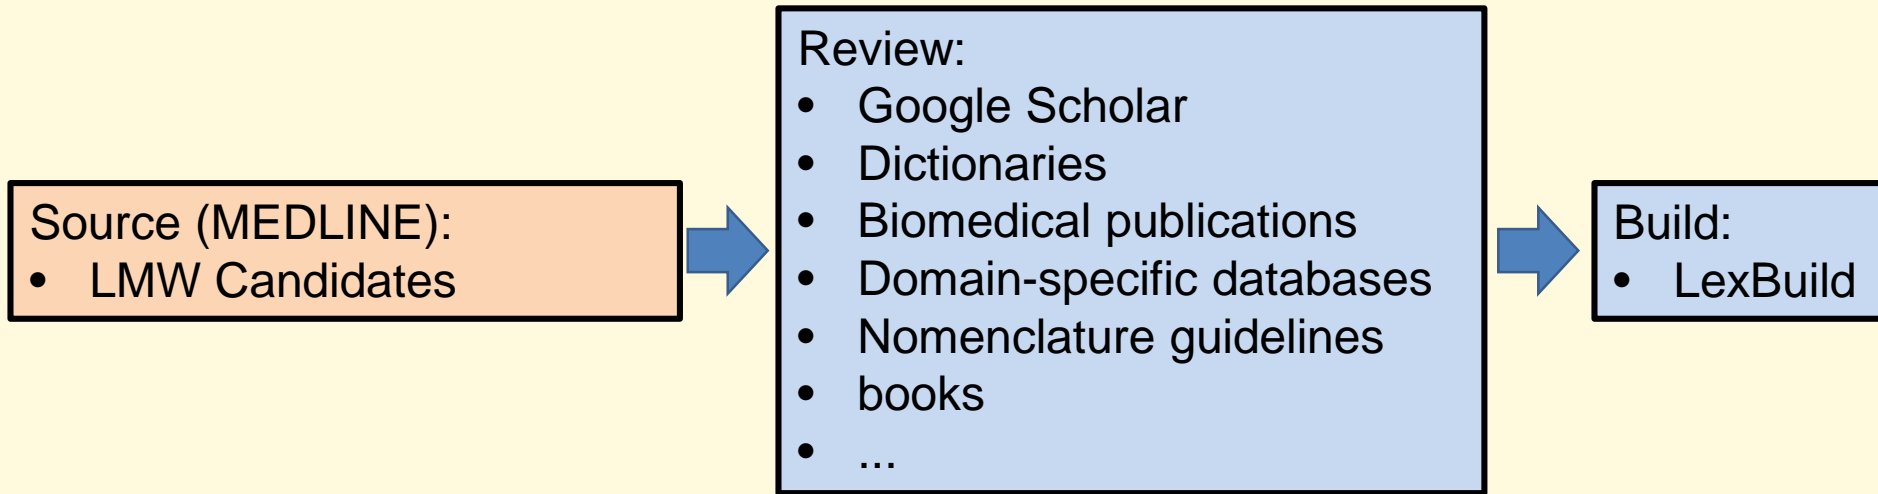 Source (MEDLINE):
• LMW Candidates
Review:
• Google Scholar
• Dictionaries
• Biomedical publications
• Domain-specific databases
• Nomenclature guidelines
• books
• ...
Build:
• LexBuild